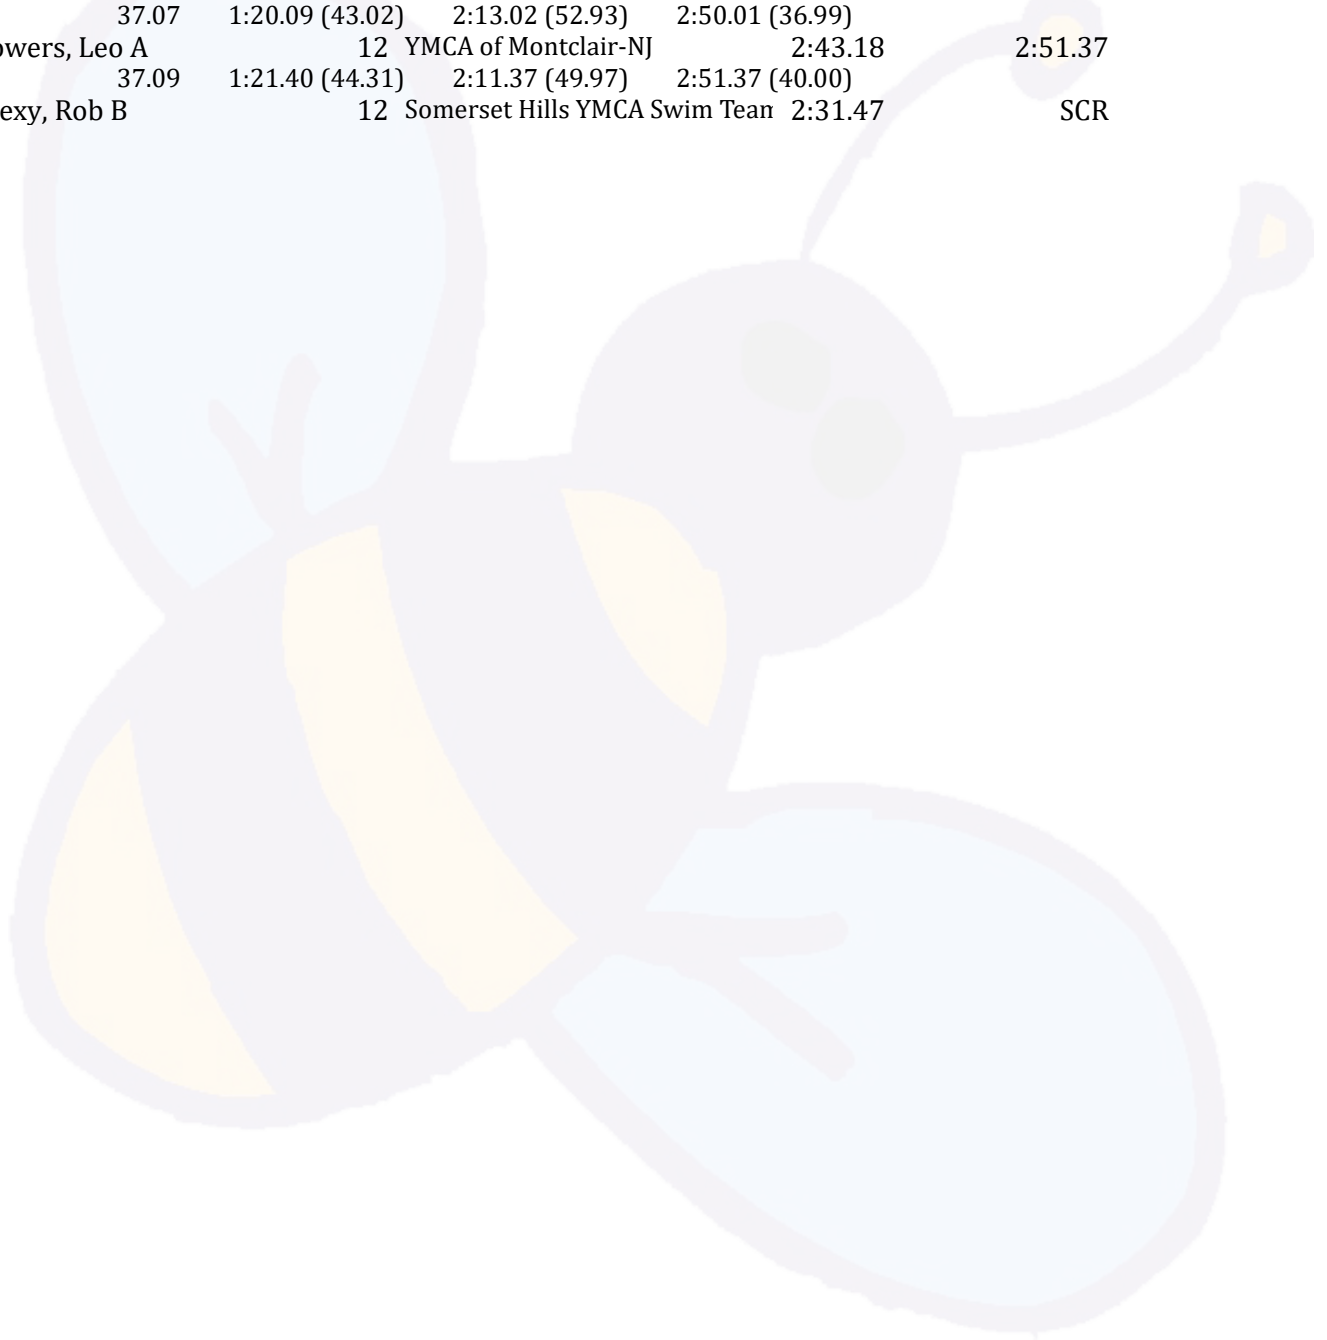 37.07 1:20.09 (43.02) 2:13.02 (52.93) 2:50.01 (36.99)
owers, Leo A 12 YMCA of Montclair-NJ 2:43.18 2:51.37
37.09 1:21.40 (44.31) 2:11.37 (49.97) 2:51.37 (40.00)
exy, Rob B 12 Somerset Hills YMCA Swim Team 2:31.47 SCR